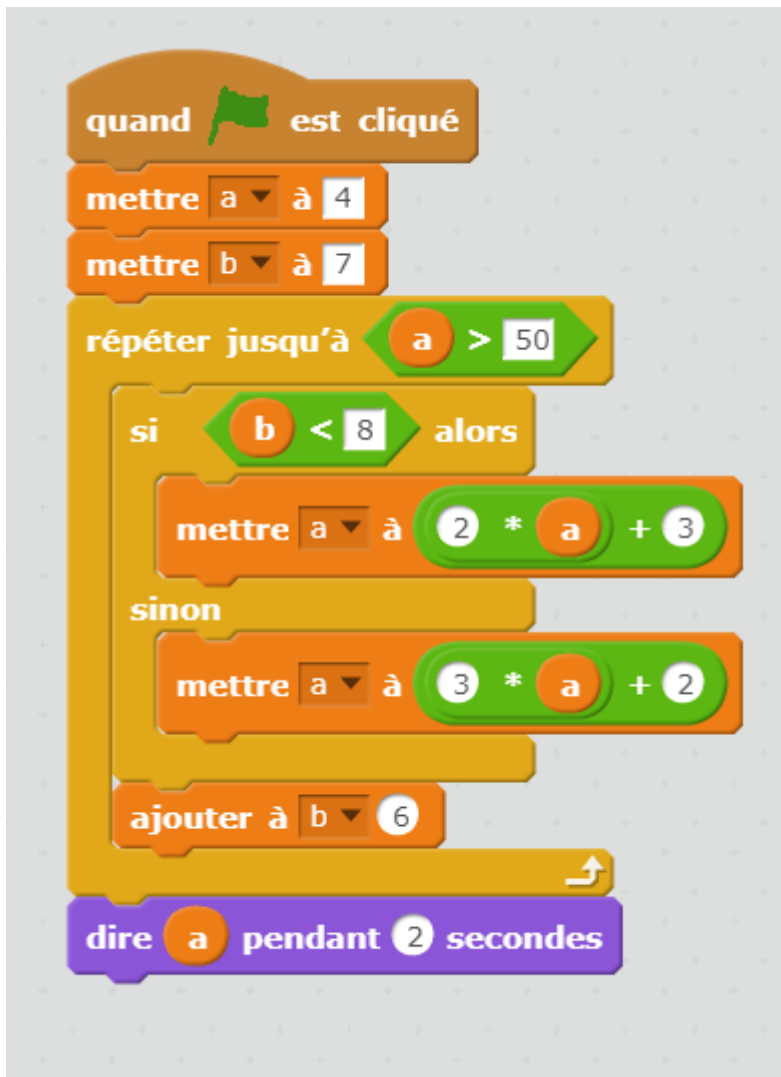 quand est cliqué
mettre a à 4
mettre b à 7
répéter jusqu’à a > 50
si b < 8 alors
mettre a à 2 * a + 3
sinon
mettre a à 3 * a + 2
ajouter à b 6
dire a pendant 2 secondes